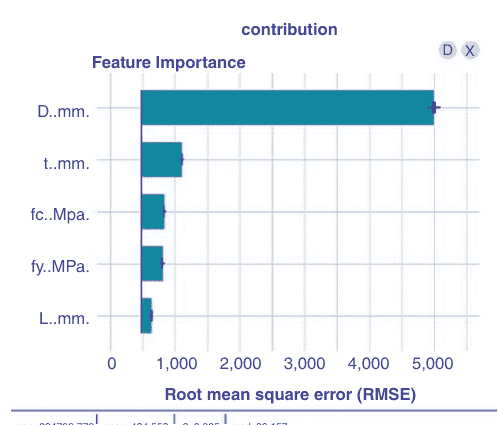 contribution
D X
Feature Importance
D..mm.
t..mm.
fc..Mpa.
fy..MPa.
L..mm.
0 1,000 2,000 3,000 4,000 5,000
Root mean square error (RMSE)